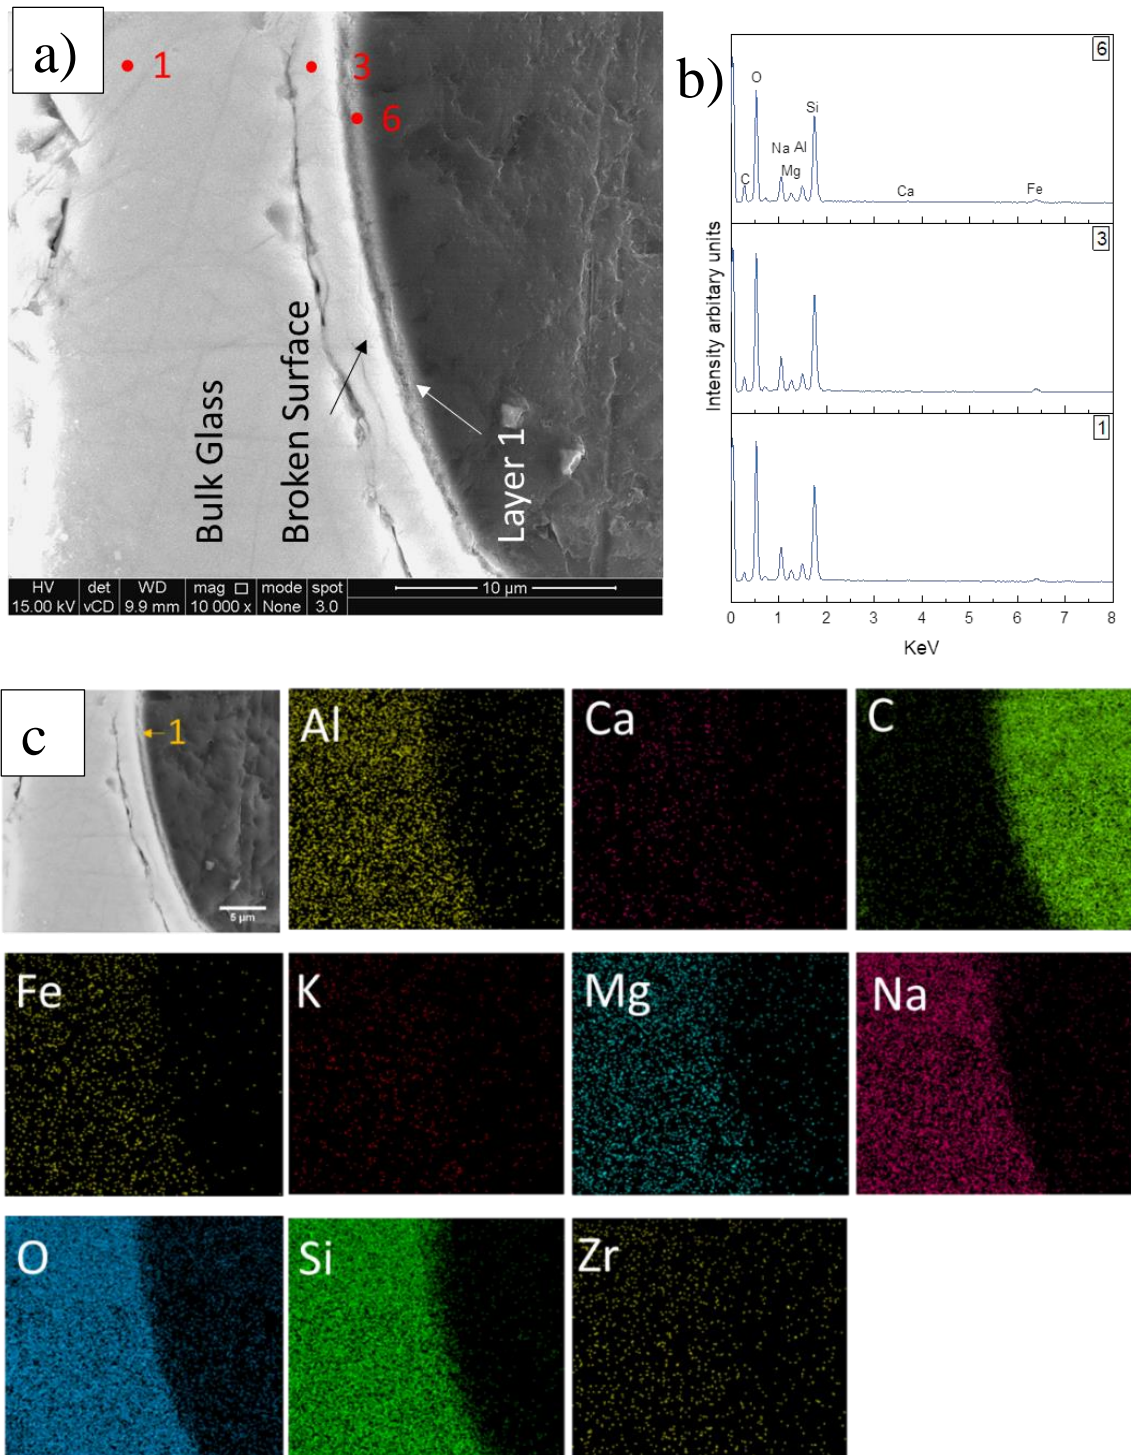 a)
1
3
6
Bulk Glass
Broken Surface
Layer 1
HV det WD mag mode spot
15.00 kV vCD 9.9 mm 10 000 x None 3.0
10 µm
b)
6
O
Si
Na Al
Mg
C
Ca
Fe
3
1
Intensity arbitary units
0 1 2 3 4 5 6 7 8
KeV
c
1
5 µm
Al
Ca
C
Fe
K
Mg
Na
O
Si
Zr